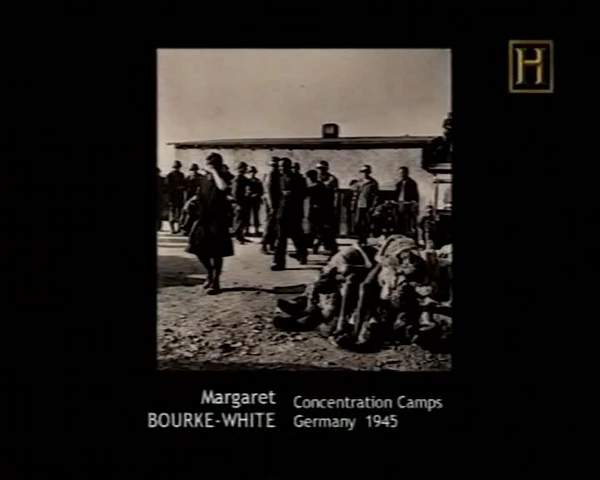 H
Margaret
BOURKE-WHITE
Concentration Camps
Germany 1945